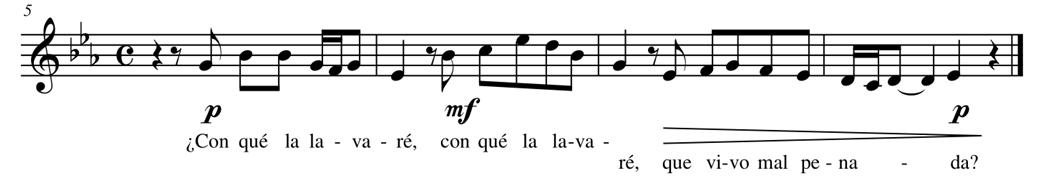 5
p mf p
¿Con qué la la - va - ré, con qué la la-va -
ré, que vi-vo mal pe - na - da?